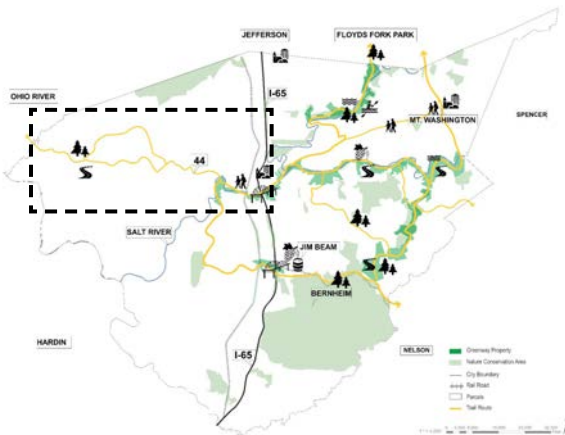 JEFFERSON
FLOYDS FORK PARK
OHIO RIVER
I-65
MT. WASHINGTON
SPENCER
44
SALT RIVER
JIM BEAM
BERNHEIM
HARDIN
I-65
NELSON
Greenway Property
Nature Conservation Area
City Boundary
Rail Road
Parcels
Trail Route